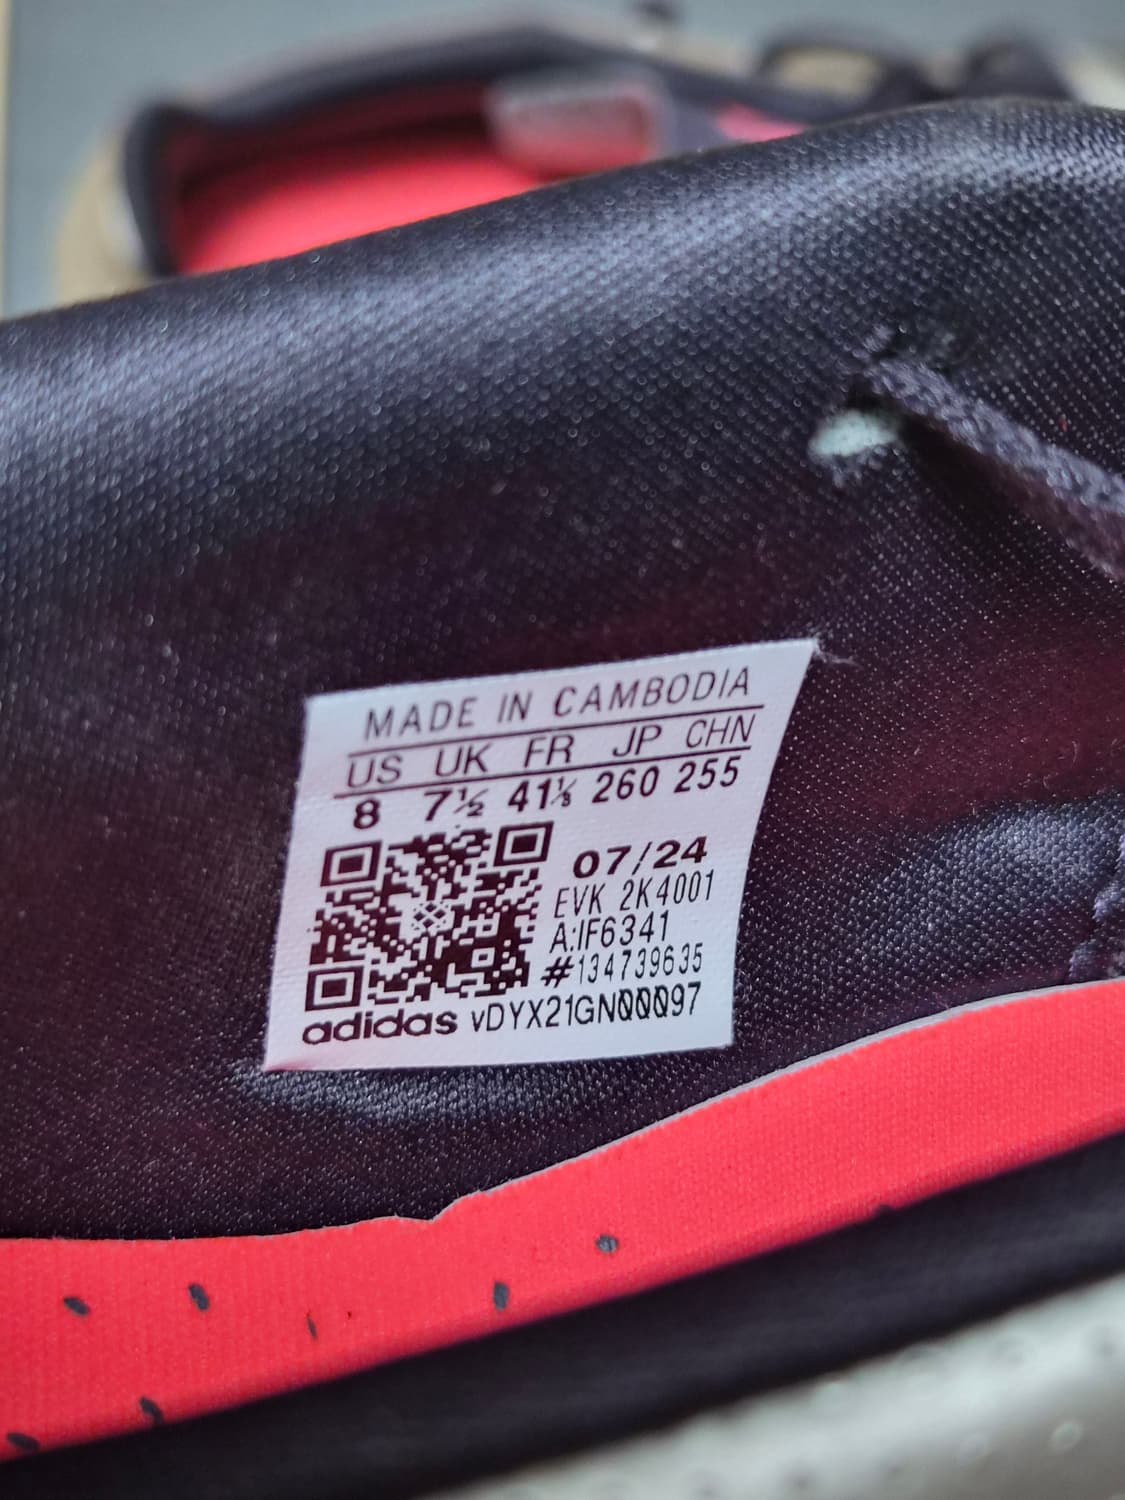 MADE IN CAMBODIA
US UK FR JP CHN
8 7½ 41⅓ 260 255
07/24
EVK 2K4001
A:IF6341
#134739635
adidas vDYX21GN00097